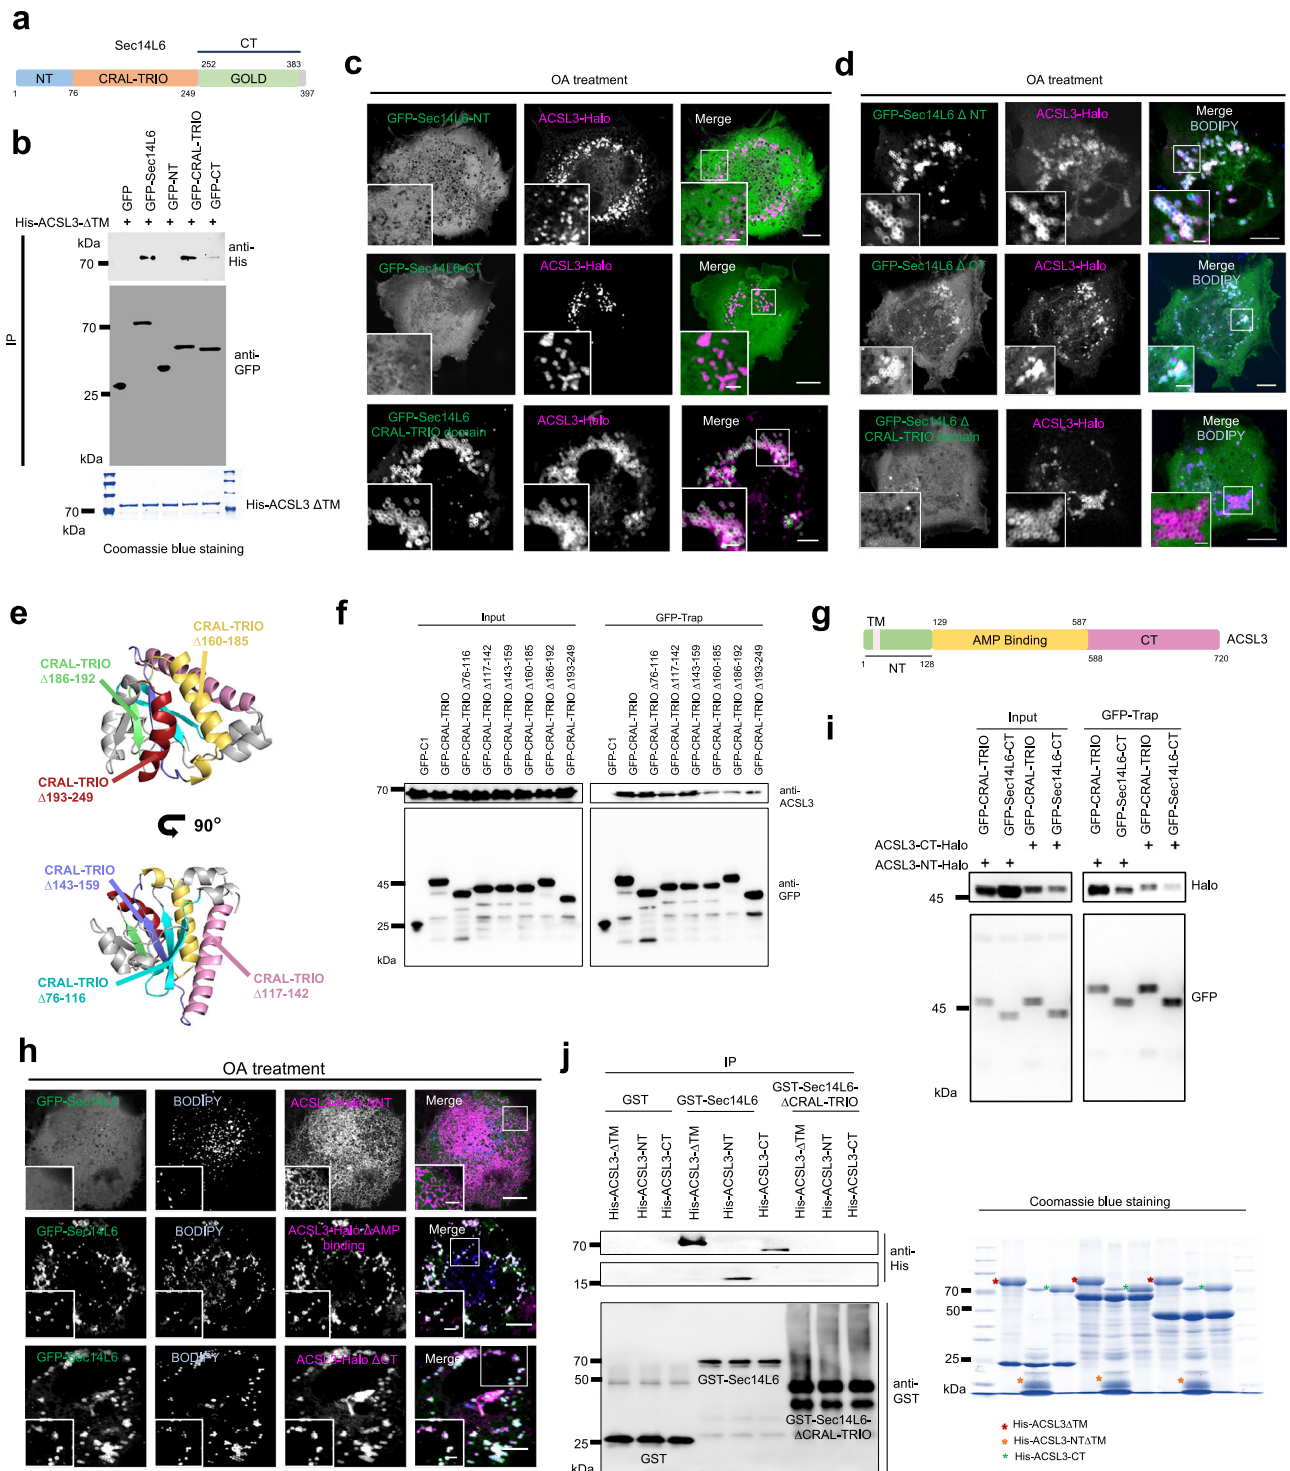 a
Sec14L6
CT
252
383
NT
CRAL-TRIO
GOLD
1
76
249
397
b
GFP
GFP-Sec14L6
GFP-NT
GFP-CRAL-TRIO
GFP-CT
His-ACSL3-ΔTM
+ + + + +
kDa
70
anti-
His
IP
70
25
anti-
GFP
kDa
His-ACSL3 ΔTM
70
kDa
Coomassie blue staining
c
OA treatment
GFP-Sec14L6-NT
ACSL3-Halo
Merge
GFP-Sec14L6-CT
ACSL3-Halo
Merge
GFP-Sec14L6
CRAL-TRIO domain
ACSL3-Halo
Merge
d
OA treatment
GFP-Sec14L6 Δ NT
ACSL3-Halo
Merge
BODIPY
GFP-Sec14L6 Δ CT
ACSL3-Halo
Merge
BODIPY
GFP-Sec14L6 Δ
CRAL-TRIO domain
ACSL3-Halo
Merge
BODIPY
e
CRAL-TRIO
Δ160-185
CRAL-TRIO
Δ186-192
CRAL-TRIO
Δ193-249
90°
CRAL-TRIO
Δ143-159
CRAL-TRIO
Δ76-116
CRAL-TRIO
Δ117-142
f
Input
GFP-Trap
GFP-C1
GFP-CRAL-TRIO
GFP-CRAL-TRIO Δ76-116
GFP-CRAL-TRIO Δ117-142
GFP-CRAL-TRIO Δ143-159
GFP-CRAL-TRIO Δ160-185
GFP-CRAL-TRIO Δ186-192
GFP-CRAL-TRIO Δ193-249
GFP-C1
GFP-CRAL-TRIO
GFP-CRAL-TRIO Δ76-116
GFP-CRAL-TRIO Δ117-142
GFP-CRAL-TRIO Δ143-159
GFP-CRAL-TRIO Δ160-185
GFP-CRAL-TRIO Δ186-192
GFP-CRAL-TRIO Δ193-249
70
anti-
ACSL3
45
25
anti-
GFP
kDa
g
TM
129
587
AMP Binding
CT
ACSL3
1
NT
128
588
720
i
Input
GFP-Trap
GFP-CRAL-TRIO
GFP-Sec14L6-CT
GFP-CRAL-TRIO
GFP-Sec14L6-CT
GFP-CRAL-TRIO
GFP-Sec14L6-CT
GFP-CRAL-TRIO
GFP-Sec14L6-CT
ACSL3-CT-Halo
+ + + +
ACSL3-NT-Halo
+ + + +
45
Halo
45
GFP
kDa
h
OA treatment
GFP-Sec14L6
BODIPY
ACSL3-Halo ΔNT
Merge
GFP-Sec14L6
BODIPY
ACSL3-Halo ΔAMP
binding
Merge
GFP-Sec14L6
BODIPY
ACSL3-Halo ΔCT
Merge
j
IP
GST
GST-Sec14L6
GST-Sec14L6-
ΔCRAL-TRIO
His-ACSL3-ΔTM
His-ACSL3-NT
His-ACSL3-CT
His-ACSL3-ΔTM
His-ACSL3-NT
His-ACSL3-CT
His-ACSL3-ΔTM
His-ACSL3-NT
His-ACSL3-CT
70
15
anti-
His
70
50
25
kDa
GST-Sec14L6
GST-Sec14L6-
ΔCRAL-TRIO
GST
anti-
GST
Coomassie blue staining
70
50
25
kDa
* His-ACSL3ΔTM
* His-ACSL3-NTΔTM
* His-ACSL3-CT